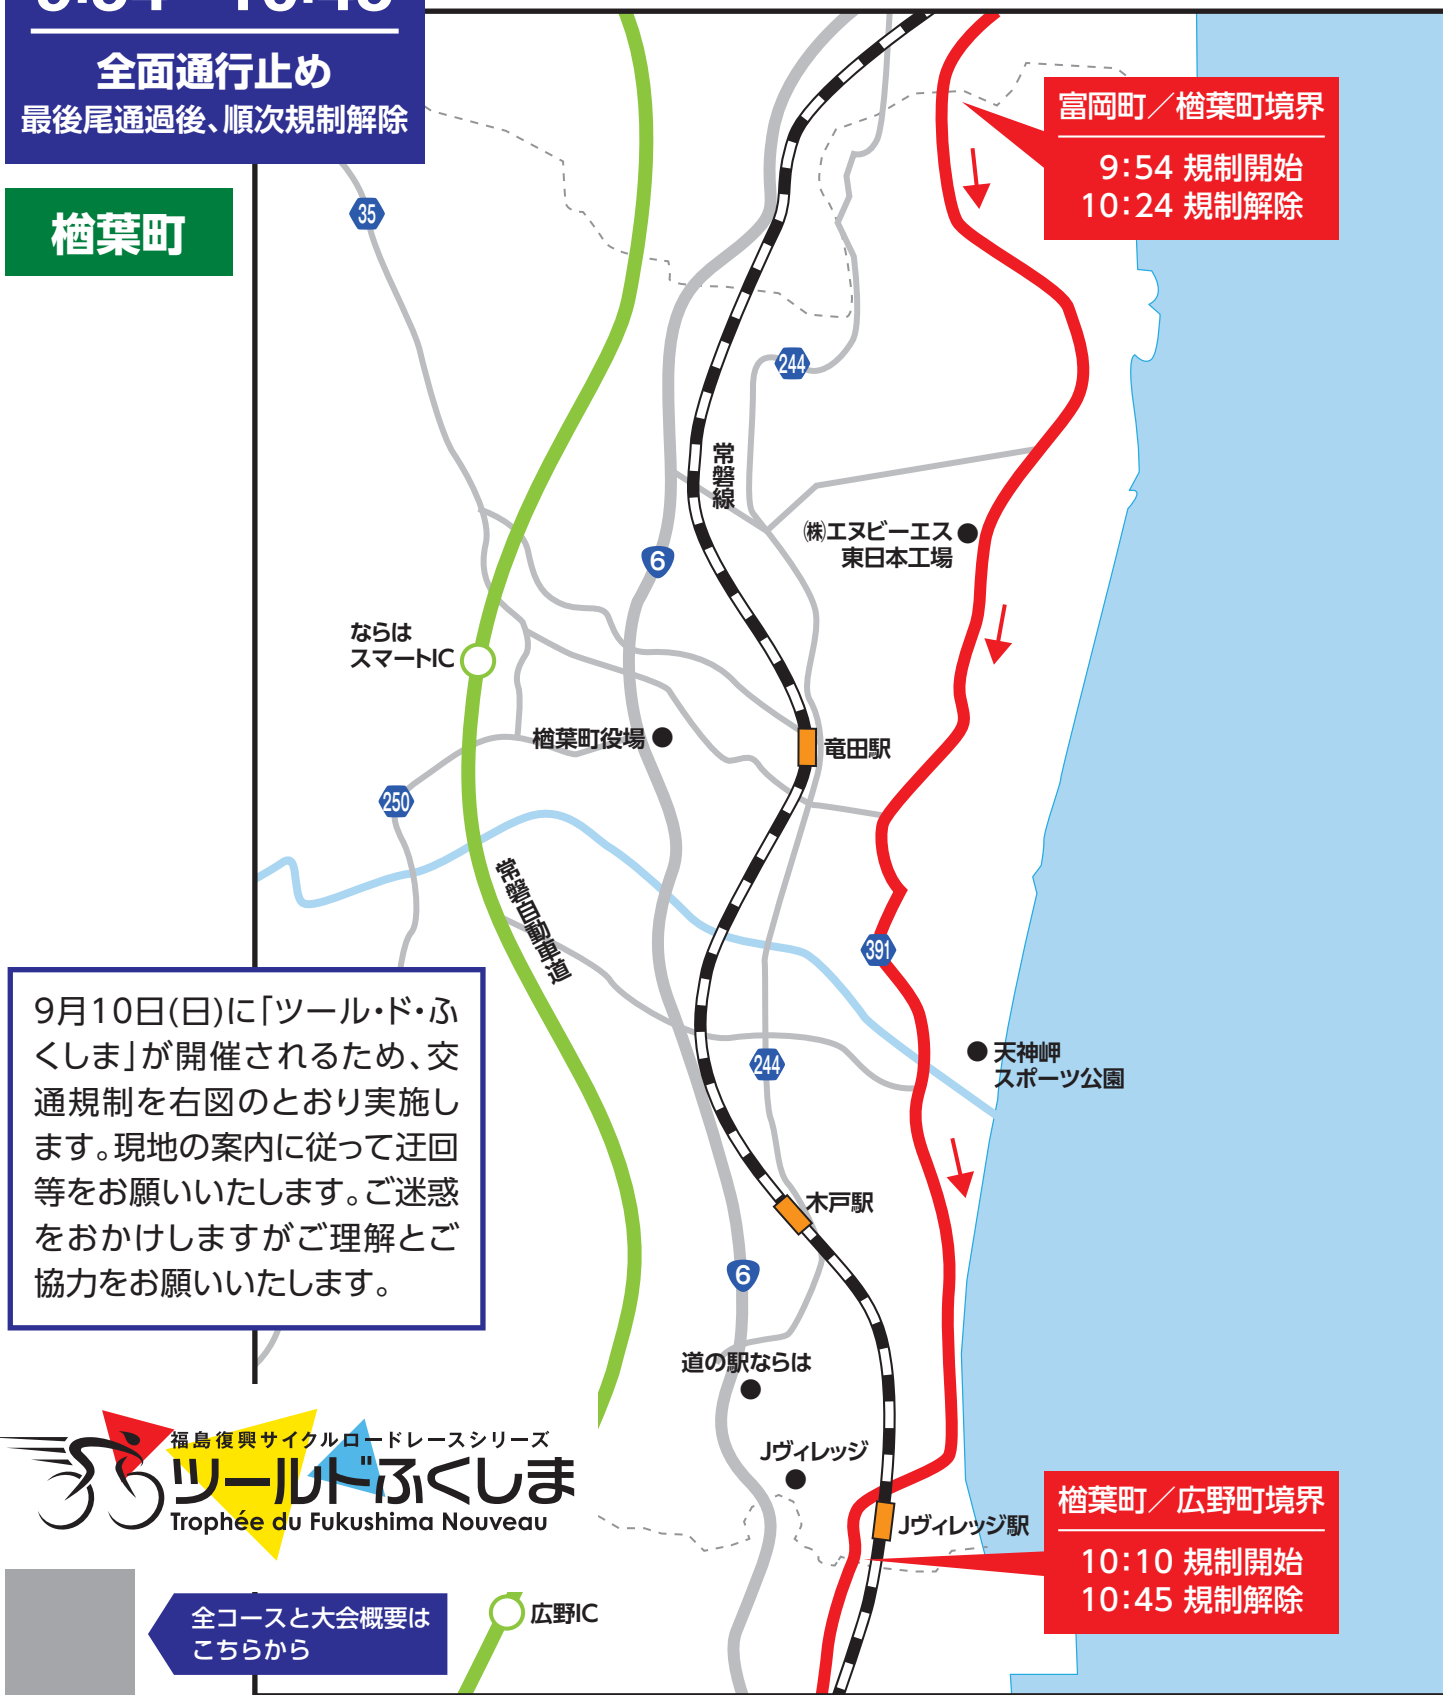 全面通行止め
最後尾通過後、順次規制解除
楢葉町
富岡町／楢葉町境界
9：54 規制開始
10：24 規制解除
35
244
常磐線
㈱エヌビーエス
東日本工場
6
ならは
スマートIC
楢葉町役場
竜田駅
250
常磐自動車道
391
9月10日(日)に「ツール・ド・ふ
くしま」が開催されるため、交
通規制を右図のとおり実施し
ます。現地の案内に従って迂回
等をお願いいたします。ご迷惑
をおかけしますがご理解とご
協力をお願いいたします。
天神岬
スポーツ公園
244
木戸駅
6
道の駅ならは
Jヴィレッジ
福島復興サイクルロードレースシリーズ
ツールドふくしま
Trophée du Fukushima Nouveau
Jヴィレッジ駅
楢葉町／広野町境界
10：10 規制開始
10：45 規制解除
広野IC
全コースと大会概要は
こちらから